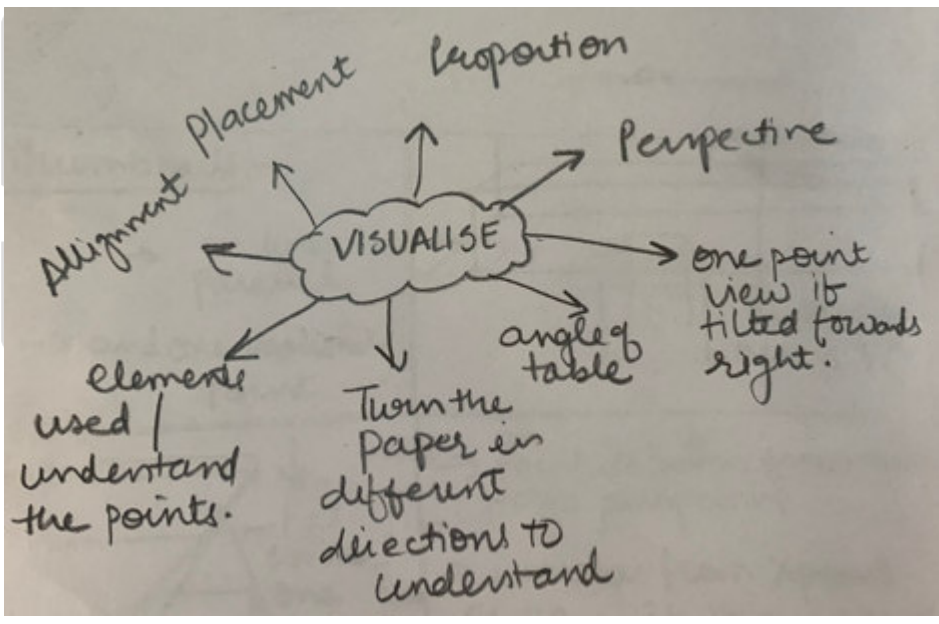 Proportion
placement
Perspective
Allignment
VISUALISE
one point
view if
tilted towards
right.
angle of
table
elements
used /
understand
the points.
Turn the
paper in
different
directions to
understand